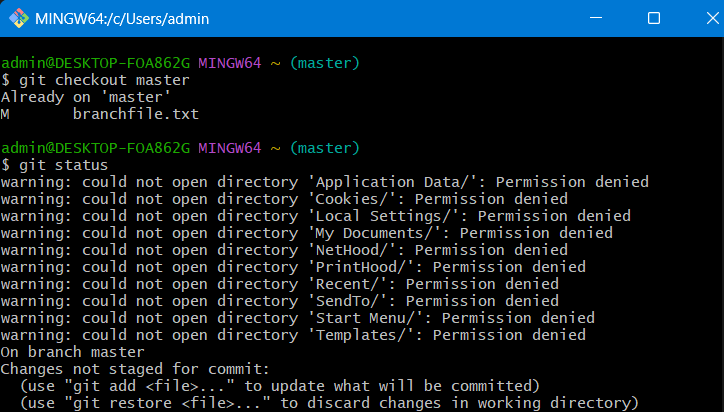 MINGW64:/c/Users/admin
admin@DESKTOP-FOA862G MINGW64 ~ (master)
$ git checkout master
Already on 'master'
M       branchfile.txt
admin@DESKTOP-FOA862G MINGW64 ~ (master)
$ git status
warning: could not open directory 'Application Data/': Permission denied
warning: could not open directory 'Cookies/': Permission denied
warning: could not open directory 'Local Settings/': Permission denied
warning: could not open directory 'My Documents/': Permission denied
warning: could not open directory 'NetHood/': Permission denied
warning: could not open directory 'PrintHood/': Permission denied
warning: could not open directory 'Recent/': Permission denied
warning: could not open directory 'SendTo/': Permission denied
warning: could not open directory 'Start Menu/': Permission denied
warning: could not open directory 'Templates/': Permission denied
On branch master
Changes not staged for commit:
  (use "git add <file>..." to update what will be committed)
  (use "git restore <file>..." to discard changes in working directory)